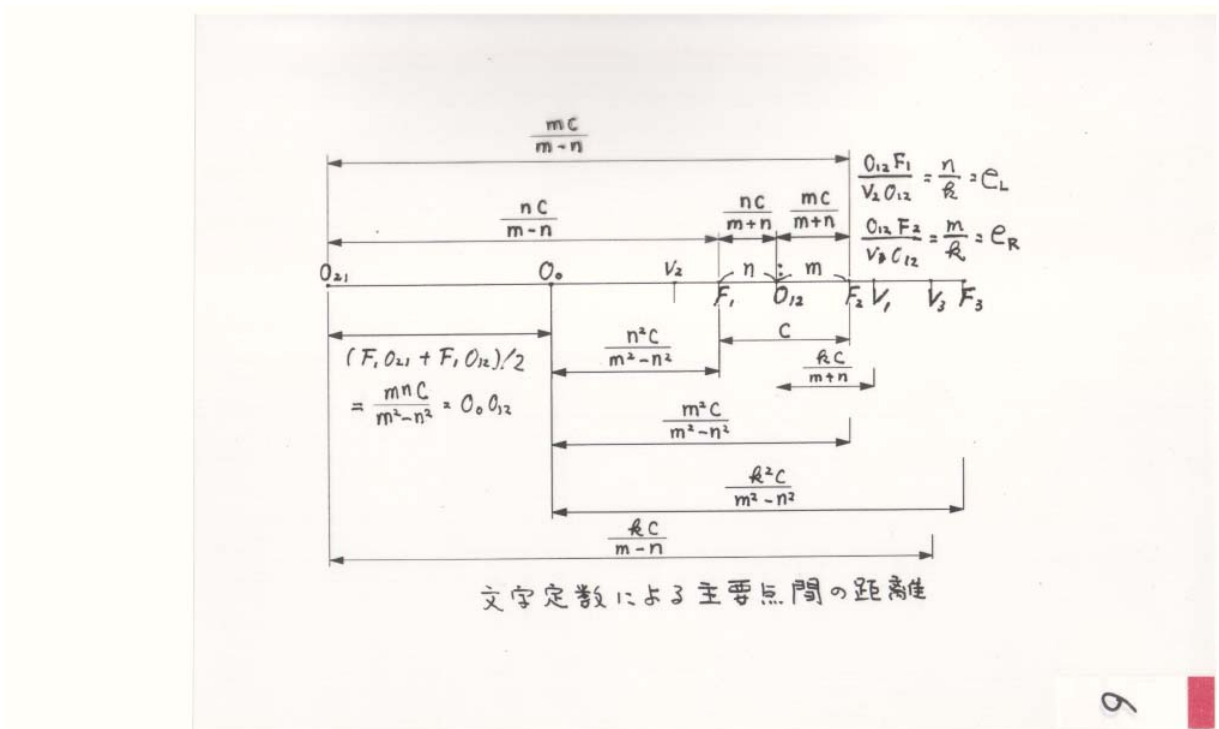 mC/(m-n)
O₁₂F₁/V₂O₁₂ = n/k = e_L
nC/(m-n) nC/(m+n) mC/(m+n)
O₁₂F₂/V₁O₁₂ = m/k = e_R
O₂₁ O₀ V₂ n : m
F₁ O₁₂ F₂ V₁ V₃ F₃
C
(F₁O₂₁ + F₁O₁₂)/2
n²C/(m²-n²)
kC/(m+n)
= mnC/(m²-n²) = O₀O₁₂
m²C/(m²-n²)
k²C/(m²-n²)
kC/(m-n)
文字定数による主要点間の距離
9